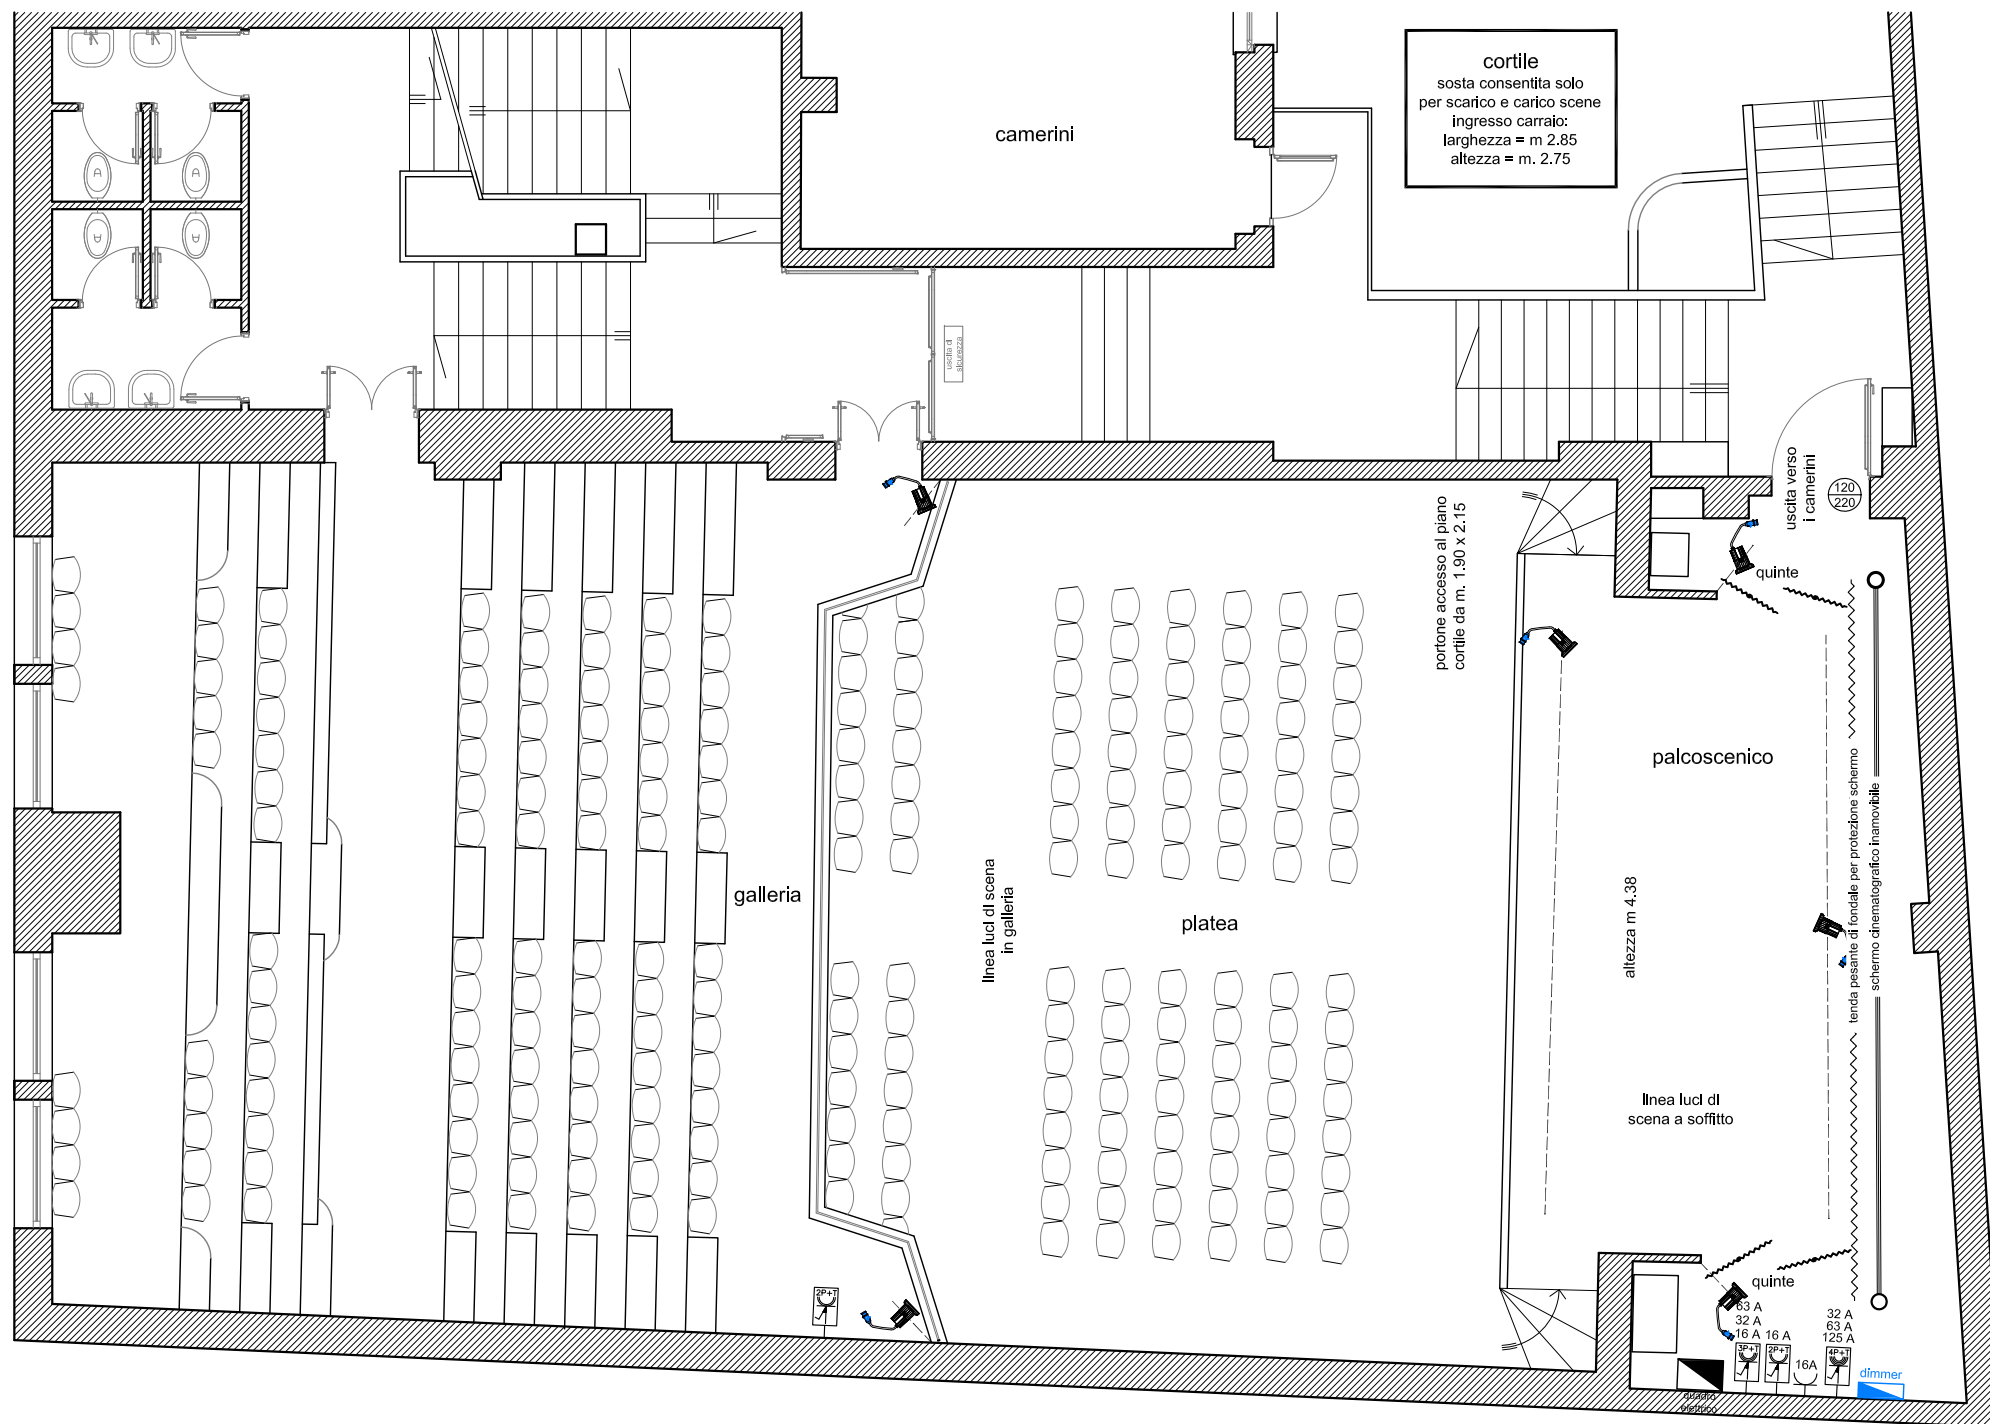 cortile
sosta consentita solo
per scarico e carico scene
ingresso carraio:
larghezza = m 2.85
altezza = m. 2.75
camerini
uscita di
sicurezza
uscita verso
i camerini
120
220
portone accesso al piano
cortile da m. 1.90 x 2.15
quinte
palcoscenico
tenda pesante di fondale per protezione schermo
schermo cinematografico inamovibile
galleria
linea luci di scena
in galleria
platea
altezza m 4.38
linea luci di
scena a soffitto
quinte
2P+T
63 A
32 A
16 A
3P+T
16 A
2P+T
16A
32 A
63 A
125 A
4P+T
dimmer
quadro
elettrico